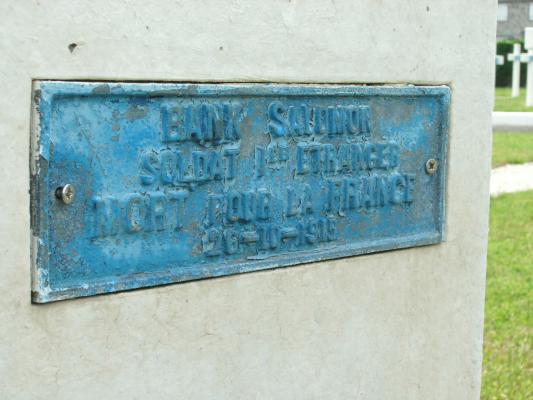 BANK SALOMON
SOLDAT 1ER ETRANGER
MORT POUR LA FRANCE
26-10-1915